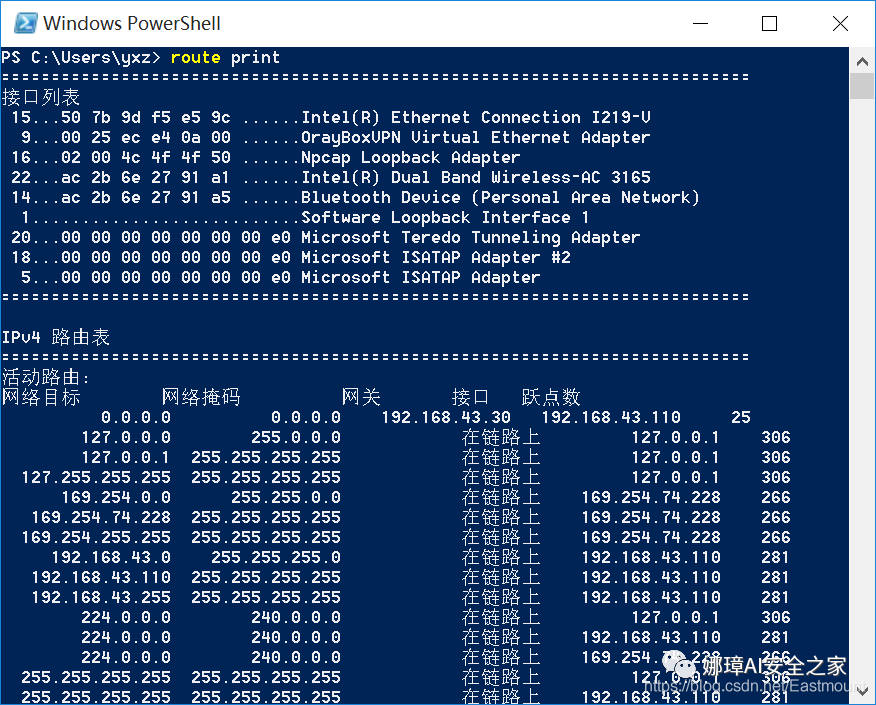 Windows PowerShell
PS C:\Users\yxz> route print
===========================================================================
接口列表
 15...50 7b 9d f5 e5 9c ......Intel(R) Ethernet Connection I219-V
  9...00 25 ec e4 0a 00 ......OrayBoxVPN Virtual Ethernet Adapter
 16...02 00 4c 4f 4f 50 ......Npcap Loopback Adapter
 22...ac 2b 6e 27 91 a1 ......Intel(R) Dual Band Wireless-AC 3165
 14...ac 2b 6e 27 91 a5 ......Bluetooth Device (Personal Area Network)
  1...........................Software Loopback Interface 1
 20...00 00 00 00 00 00 00 e0 Microsoft Teredo Tunneling Adapter
 18...00 00 00 00 00 00 00 e0 Microsoft ISATAP Adapter #2
  5...00 00 00 00 00 00 00 e0 Microsoft ISATAP Adapter
===========================================================================
IPv4 路由表
===========================================================================
活动路由:
网络目标 网络掩码 网关 接口 跃点数
0.0.0.0 0.0.0.0 192.168.43.30 192.168.43.110 25
127.0.0.0 255.0.0.0 在链路上 127.0.0.1 306
127.0.0.1 255.255.255.255 在链路上 127.0.0.1 306
127.255.255.255 255.255.255.255 在链路上 127.0.0.1 306
169.254.0.0 255.255.0.0 在链路上 169.254.74.228 266
169.254.74.228 255.255.255.255 在链路上 169.254.74.228 266
169.254.255.255 255.255.255.255 在链路上 169.254.74.228 266
192.168.43.0 255.255.255.0 在链路上 192.168.43.110 281
192.168.43.110 255.255.255.255 在链路上 192.168.43.110 281
192.168.43.255 255.255.255.255 在链路上 192.168.43.110 281
224.0.0.0 240.0.0.0 在链路上 127.0.0.1 306
224.0.0.0 240.0.0.0 在链路上 192.168.43.110 281
224.0.0.0 240.0.0.0 在链路上 266
255.255.255.255 255.255.255.255 在链路上 306
255.255.255.255 255.255.255.255 在链路上 281
娜璋AI安全之家
https://blog.csdn.net/Eastmount